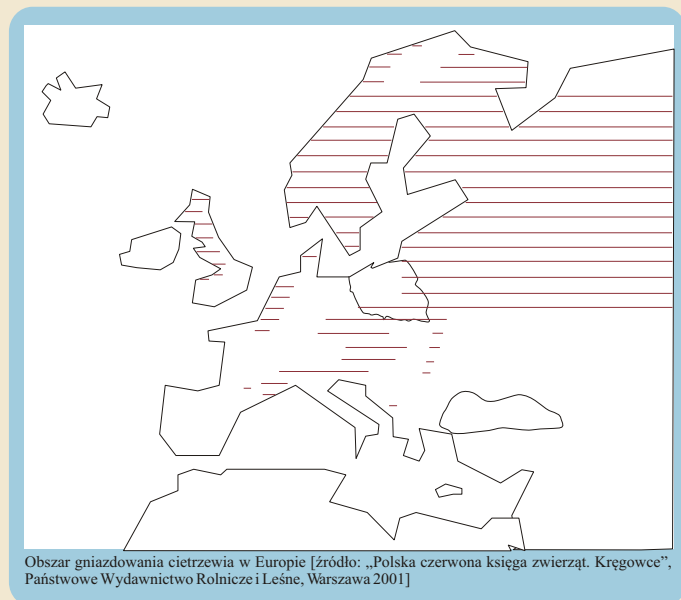 Obszar gniazdowania cietrzewia w Europie [źródło: „Polska czerwona księga zwierząt. Kręgowce”,
Państwowe Wydawnictwo Rolnicze i Leśne, Warszawa 2001]